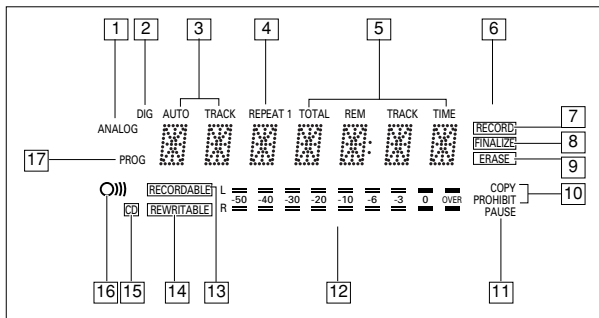 1 2 3 4 5 6
DIG AUTO TRACK REPEAT 1 TOTAL REM TRACK TIME
ANALOG
RECORD 7
FINALIZE 8
17 PROG
ERASE 9
RECORDABLE L
COPY
-50 -40 -30 -20 -10 -6 -3 0 OVER
PROHIBIT 10
CD REWRITABLE R
PAUSE
16 15 14 13 12 11